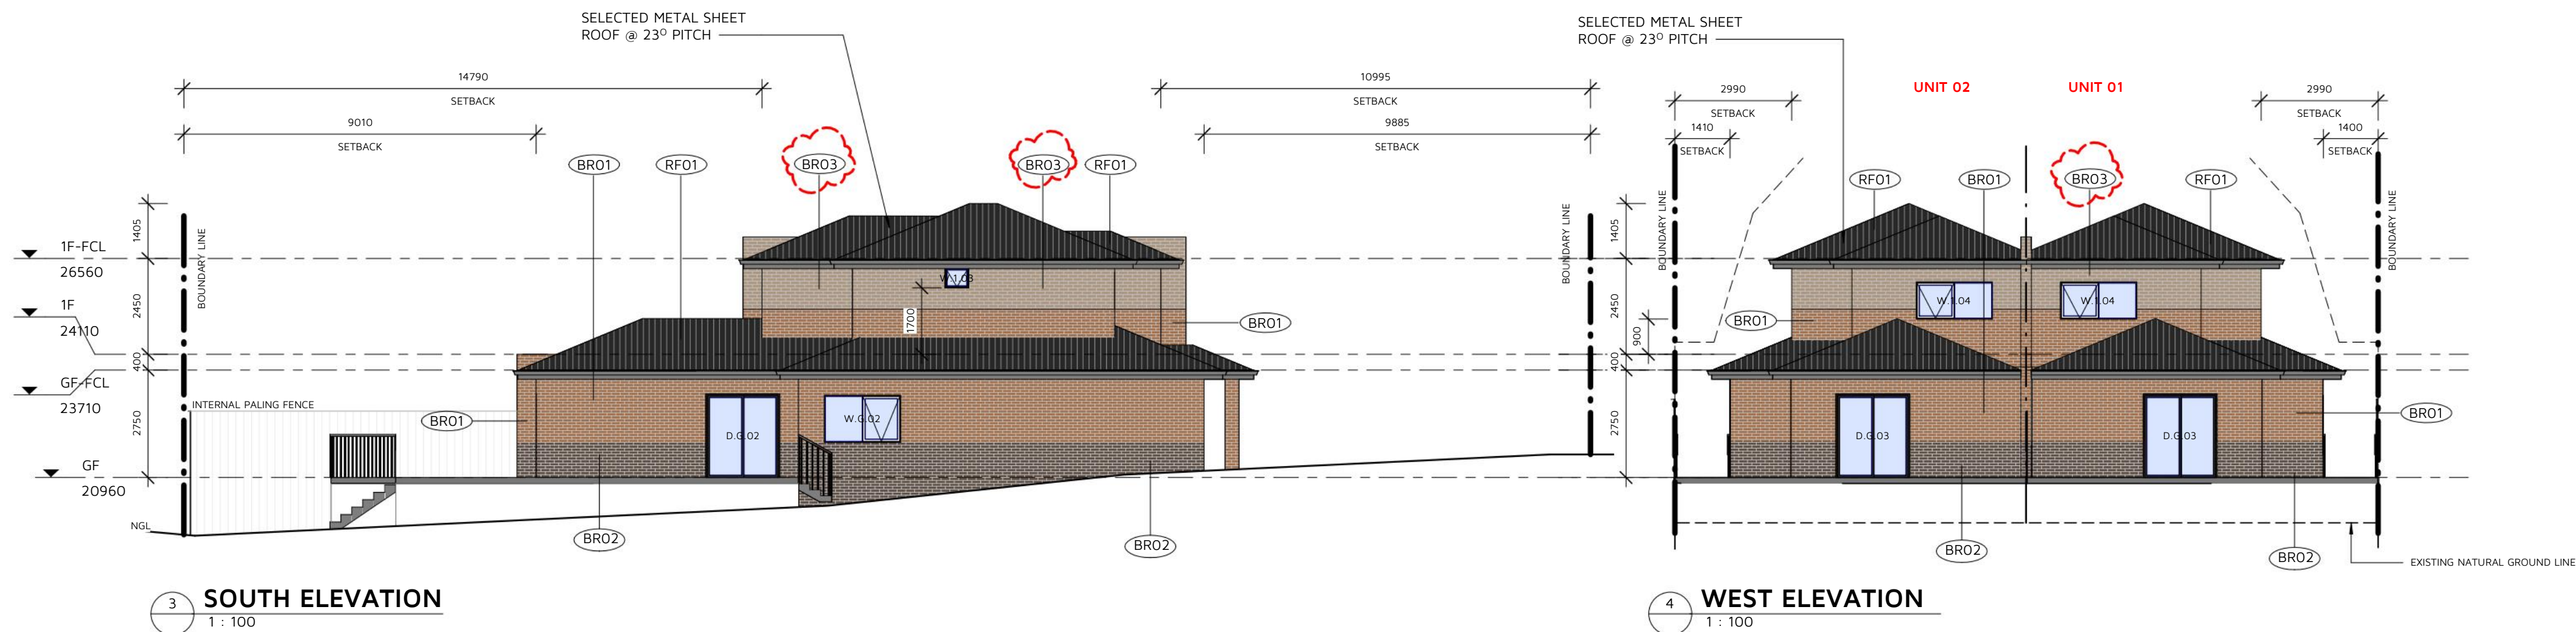 SELECTED METAL SHEET
ROOF @ 23⁰ PITCH
14790
SETBACK
10995
SETBACK
9010
SETBACK
9885
SETBACK
BR01
RF01
BR03
BR03
RF01
1405
2450
400
2750
1F-FCL
26560
1F
24110
GF-FCL
23710
GF
20960
NGL
BOUNDARY LINE
BOUNDARY LINE
INTERNAL PALING FENCE
W.1.03
1700
BR01
BR01
D.G.02
W.G.02
BR02
BR02
3
SOUTH ELEVATION
1 : 100
SELECTED METAL SHEET
ROOF @ 23⁰ PITCH
UNIT 02
UNIT 01
2990
SETBACK
2990
SETBACK
1410
SETBACK
1400
SETBACK
RF01
BR01
BR03
RF01
BOUNDARY LINE
BOUNDARY LINE
1405
2450
900
400
2750
W.1.04
W.1.04
BR01
BR01
D.G.03
D.G.03
BR02
BR02
EXISTING NATURAL GROUND LINE
4
WEST ELEVATION
1 : 100